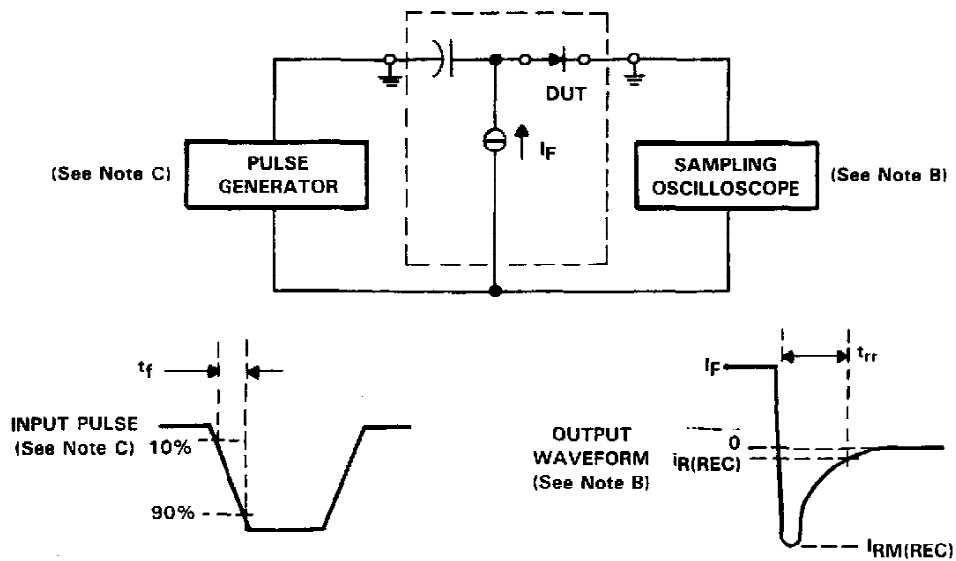 DUT
IF
(See Note C)
PULSE
GENERATOR
SAMPLING
OSCILLOSCOPE
(See Note B)
tf
INPUT PULSE
(See Note C)
10%
90%
IF
trr
OUTPUT
WAVEFORM
(See Note B)
0
iR(REC)
IRM(REC)